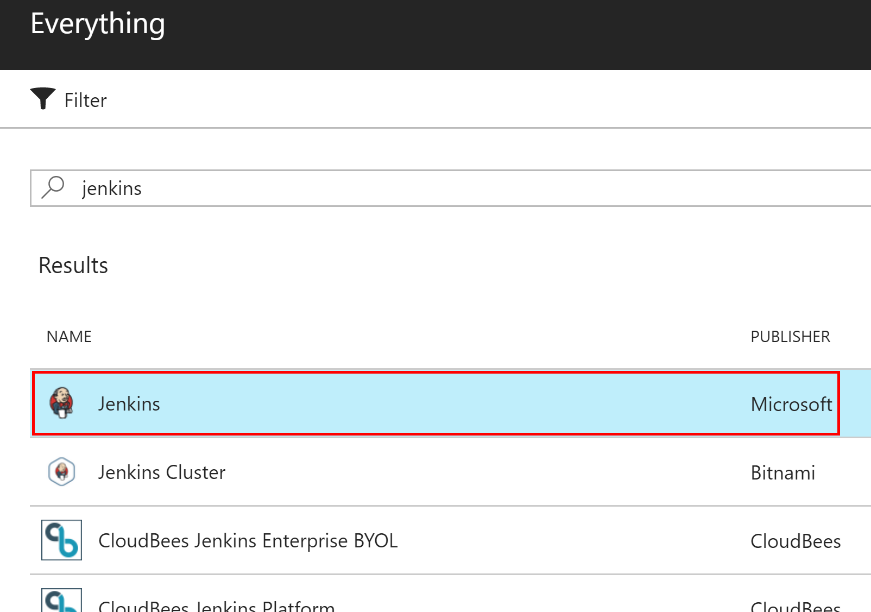 Everything
Filter
jenkins
Results
NAME PUBLISHER
Jenkins Microsoft
Jenkins Cluster Bitnami
CloudBees Jenkins Enterprise BYOL CloudBees
CloudBees Jenkins Platform CloudBees